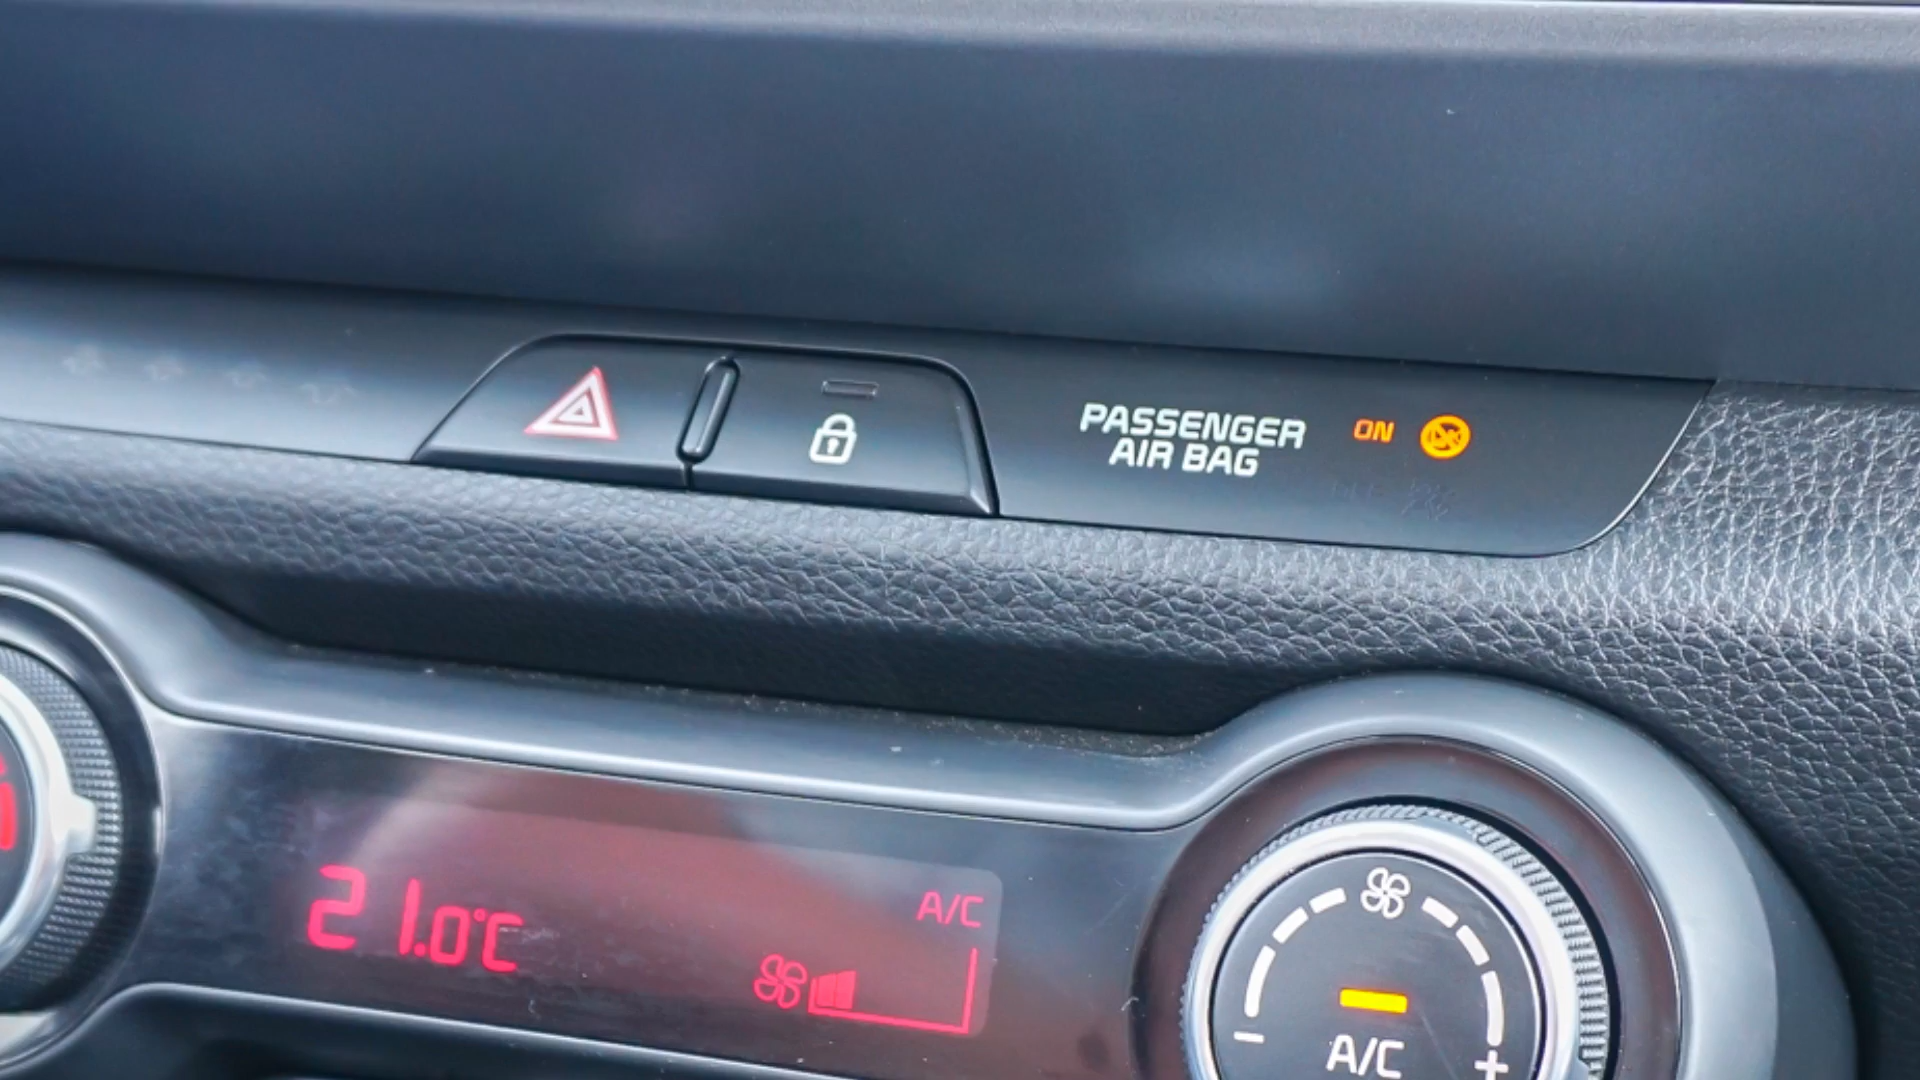 PASSENGER
AIR BAG
ON
21.0°C
A/C
A/C